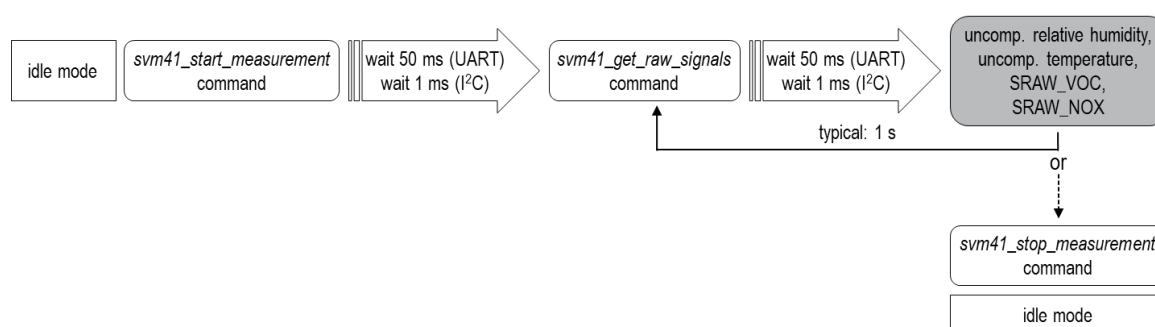 idle mode
svm41_start_measurement
command
wait 50 ms (UART)
wait 1 ms (I²C)
svm41_get_raw_signals
command
wait 50 ms (UART)
wait 1 ms (I²C)
uncomp. relative humidity,
uncomp. temperature,
SRAW_VOC,
SRAW_NOX
typical: 1 s
or
svm41_stop_measurement
command
idle mode